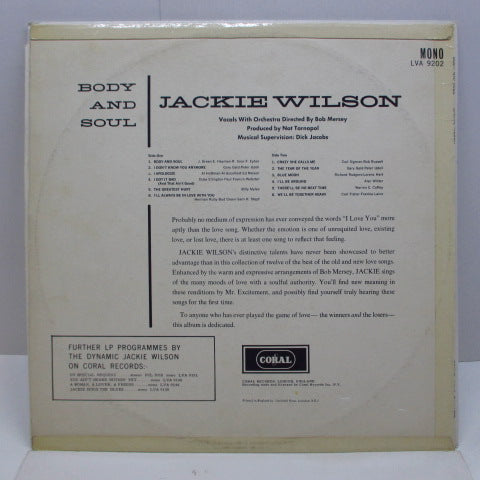 MONO
LVA 9202
BODY
AND
SOUL
JACKIE WILSON
Vocals With Orchestra Directed By Bob Mersey
Produced by Nat Tarnopol
Musical Supervision: Dick Jacobs
Side One
1. BODY AND SOUL
2. I DON'T KNOW YOU ANYMORE
3. I APOLOGIZE
4. I GOT IT BAD
(And That Ain't Good)
5. THE GREATEST HURT
6. I'LL ALWAYS BE IN LOVE WITH YOU
Side Two
1. CRAZY SHE CALLS ME
2. THE TEAR OF THE YEAR
3. BLUE MOON
4. I'LL BE AROUND
5. THERE'LL BE NO NEXT TIME
6. WE'LL BE TOGETHER AGAIN
Probably no medium of expression has ever conveyed the words "I Love You" more
aptly than the love song. Whether the emotion is one of unrequited love, existing
love, or lost love, there is at least one song to reflect that feeling.
JACKIE WILSON'S distinctive talents have never been showcased to better
advantage than in this collection of twelve of the best of the old and new love songs.
Enhanced by the warm and expressive arrangements of Bob Mersey, JACKIE sings
of the many moods of love with a soulful authority. You'll find new meaning in
these renditions by Mr. Excitement, and possibly find yourself truly hearing these
songs for the first time.
To anyone who has ever played the game of love—the winners and the losers—
this album is dedicated.
FURTHER LP PROGRAMMES BY
THE DYNAMIC JACKIE WILSON
ON CORAL RECORDS:-
CORAL
CORAL RECORDS, LONDON, ENGLAND